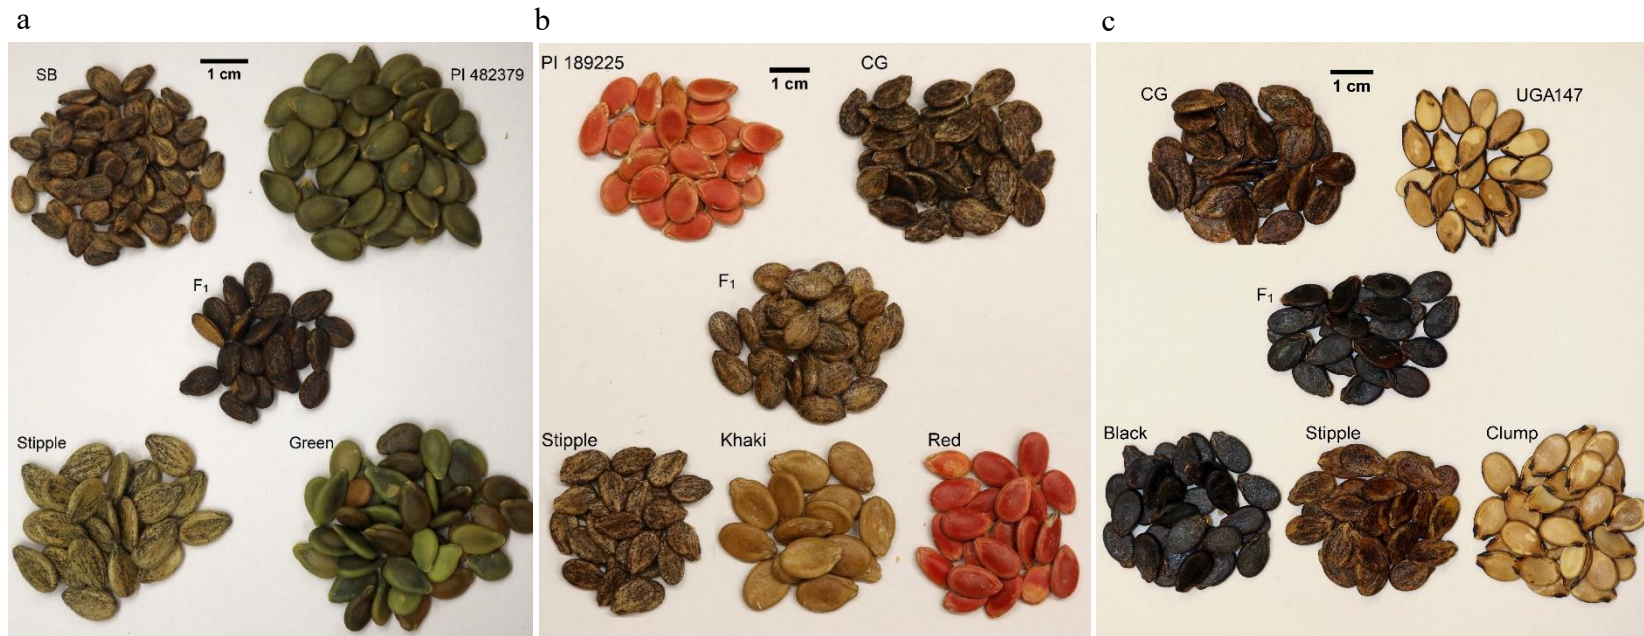 a
b
c
SB
1 cm
PI 482379
F₁
Stipple
Green
PI 189225
1 cm
CG
F₁
Stipple
Khaki
Red
CG
1 cm
UGA147
F₁
Black
Stipple
Clump